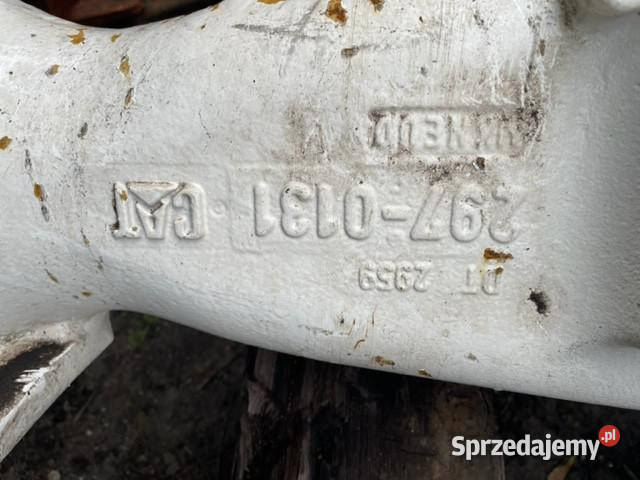 DT 2959
297-0131 CAT
Sprzedajemy.pl